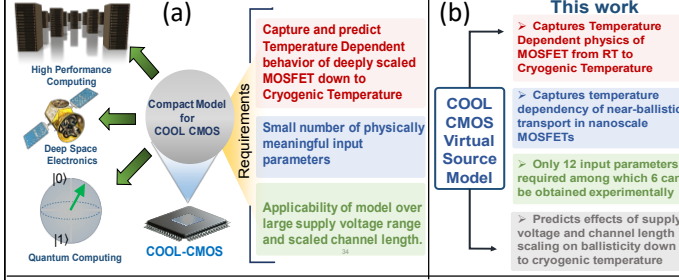 (a)
High Performance
Computing
Deep Space
Electronics
|0⟩
|1⟩
Quantum Computing
Compact Model
for
COOL CMOS
COOL-CMOS
Requirements
Capture and predict
Temperature Dependent
behavior of deeply scaled
MOSFET down to
Cryogenic Temperature
Small number of physically
meaningful input
parameters
Applicability of model over
large supply voltage range
and scaled channel length.
34
(b)
This work
COOL
CMOS
Virtual
Source
Model
➢ Captures Temperature
Dependent physics of
MOSFET from RT to
Cryogenic Temperature
➢ Captures temperature
dependency of near-ballistic
transport in nanoscale
MOSFETs
➢ Only 12 input parameters
required among which 6 can
be obtained experimentally
➢ Predicts effects of supply
voltage and channel length
scaling on ballisticity down
to cryogenic temperature